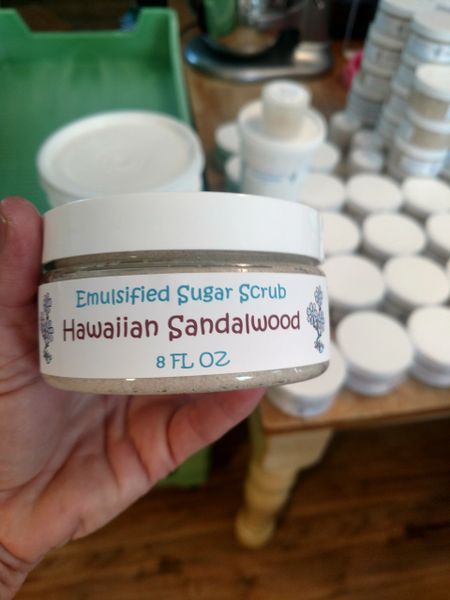 Emulsified Sugar Scrub
Hawaiian Sandalwood
8 FL OZ